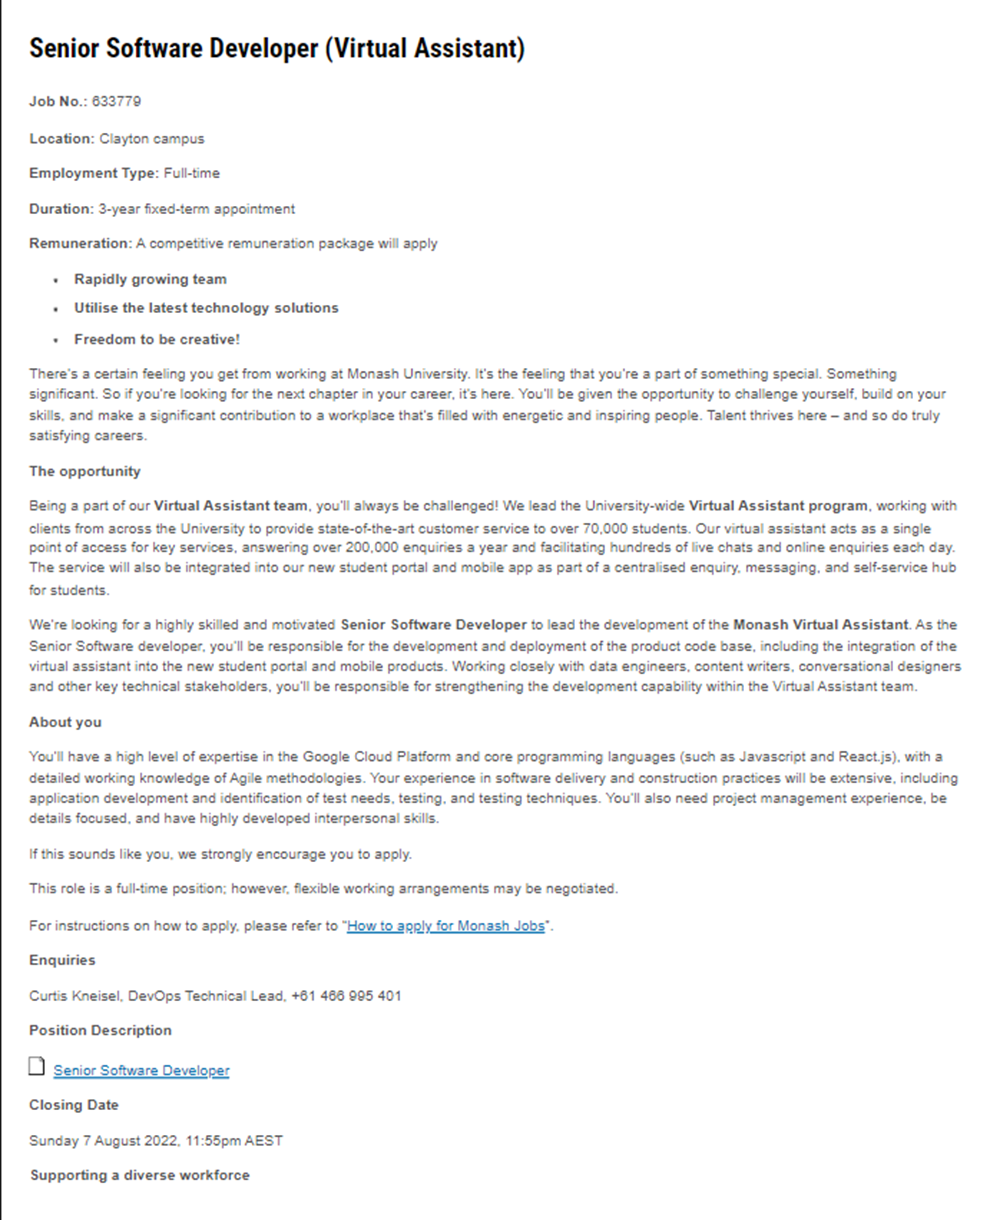 Senior Software Developer (Virtual Assistant)
Job No.: 633779
Location: Clayton campus
Employment Type: Full-time
Duration: 3-year fixed-term appointment
Remuneration: A competitive remuneration package will apply
• Rapidly growing team
• Utilise the latest technology solutions
• Freedom to be creative!
There's a certain feeling you get from working at Monash University. It's the feeling that you're a part of something special. Something
significant. So if you're looking for the next chapter in your career, it's here. You'll be given the opportunity to challenge yourself, build on your
skills, and make a significant contribution to a workplace that's filled with energetic and inspiring people. Talent thrives here – and so do truly
satisfying careers.
The opportunity
Being a part of our Virtual Assistant team, you'll always be challenged! We lead the University-wide Virtual Assistant program, working with
clients from across the University to provide state-of-the-art customer service to over 70,000 students. Our virtual assistant acts as a single
point of access for key services, answering over 200,000 enquiries a year and facilitating hundreds of live chats and online enquiries each day.
The service will also be integrated into our new student portal and mobile app as part of a centralised enquiry, messaging, and self-service hub
for students.
We're looking for a highly skilled and motivated Senior Software Developer to lead the development of the Monash Virtual Assistant. As the
Senior Software developer, you'll be responsible for the development and deployment of the product code base, including the integration of the
virtual assistant into the new student portal and mobile products. Working closely with data engineers, content writers, conversational designers
and other key technical stakeholders, you'll be responsible for strengthening the development capability within the Virtual Assistant team.
About you
You'll have a high level of expertise in the Google Cloud Platform and core programming languages (such as Javascript and React.js), with a
detailed working knowledge of Agile methodologies. Your experience in software delivery and construction practices will be extensive, including
application development and identification of test needs, testing, and testing techniques. You'll also need project management experience, be
details focused, and have highly developed interpersonal skills.
If this sounds like you, we strongly encourage you to apply.
This role is a full-time position; however, flexible working arrangements may be negotiated.
For instructions on how to apply, please refer to "How to apply for Monash Jobs".
Enquiries
Curtis Kneisel, DevOps Technical Lead, +61 466 995 401
Position Description
Senior Software Developer
Closing Date
Sunday 7 August 2022, 11:55pm AEST
Supporting a diverse workforce